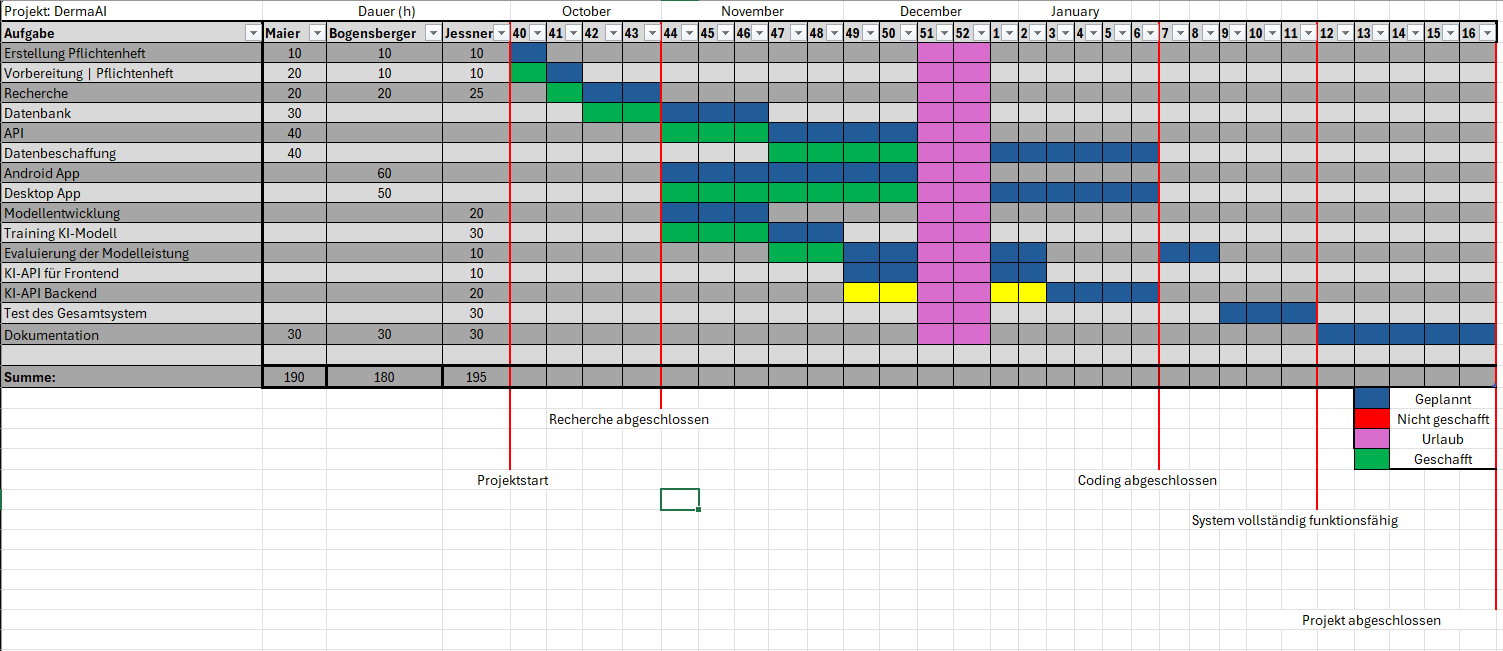 Projekt: DermaAI Dauer (h) October November December January
Aufgabe Maier Bogensberger Jessner 40 41 42 43 44 45 46 47 48 49 50 51 52 1 2 3 4 5 6 7 8 9 10 11 12 13 14 15 16
Erstellung Pflichtenheft 10 10 10
Vorbereitung | Pflichtenheft 20 10 10
Recherche 20 20 25
Datenbank 30
API 40
Datenbeschaffung 40
Android App 60
Desktop App 50
Modellentwicklung 20
Training KI-Modell 30
Evaluierung der Modelleistung 10
KI-API für Frontend 10
KI-API Backend 20
Test des Gesamtsystem 30
Dokumentation 30 30 30
Summe: 190 180 195
Geplannt
Recherche abgeschlossen Nicht geschafft
Urlaub
Geschafft
Projektstart Coding abgeschlossen
System vollständig funktionsfähig
Projekt abgeschlossen